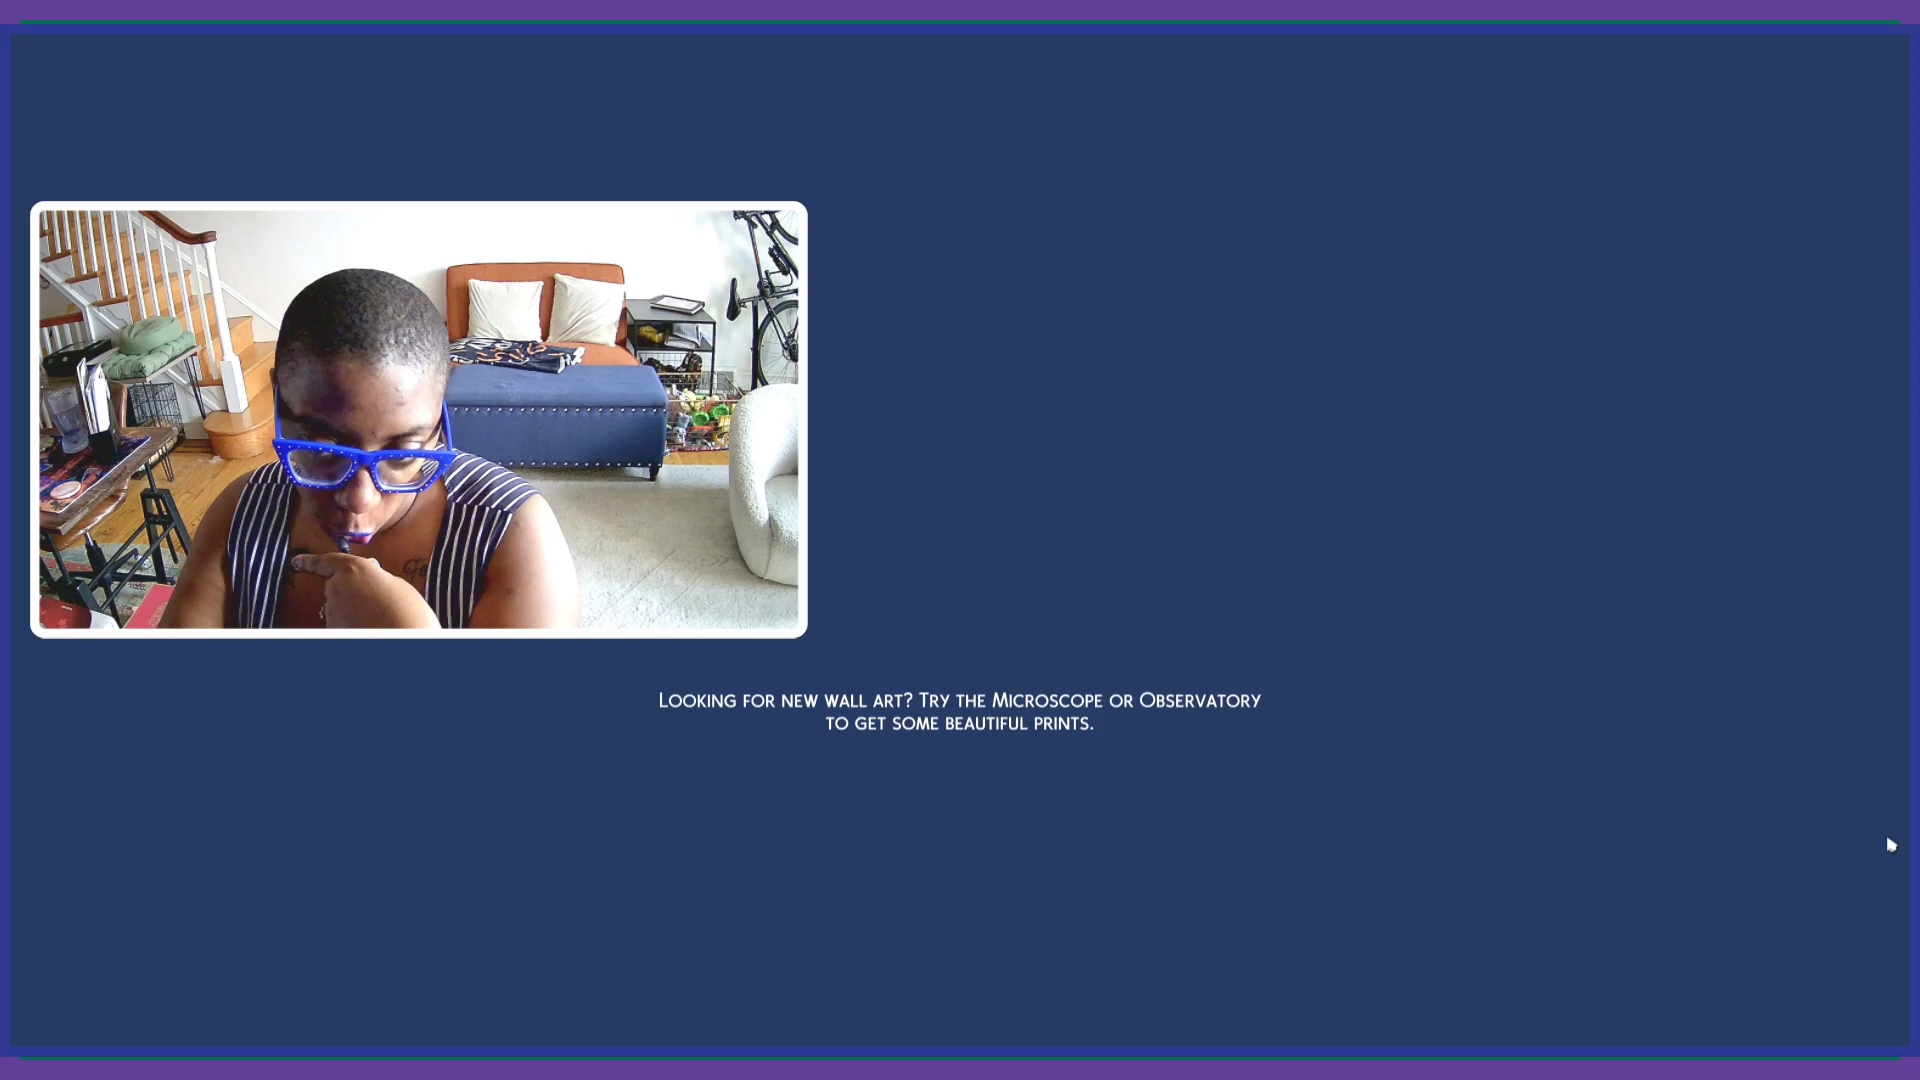 Looking for new wall art? Try the Microscope or Observatory
to get some beautiful prints.